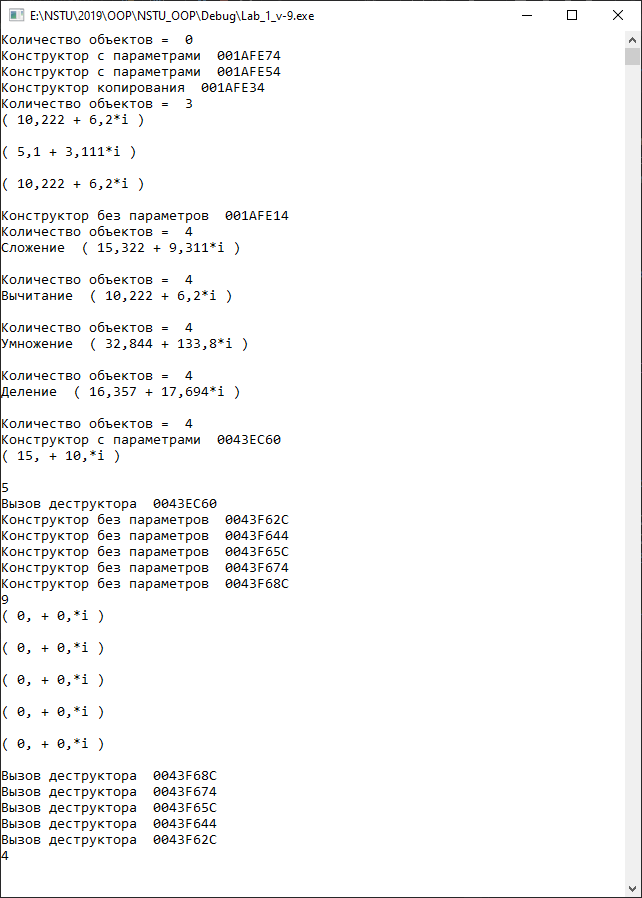 E:\NSTU\2019\OOP\NSTU_OOP\Debug\Lab_1_v-9.exe
Количество объектов =  0
Конструктор с параметрами  001AFE74
Конструктор с параметрами  001AFE54
Конструктор копирования  001AFE34
Количество объектов =  3
( 10,222 + 6,2*i )
( 5,1 + 3,111*i )
( 10,222 + 6,2*i )
Конструктор без параметров  001AFE14
Количество объектов =  4
Сложение  ( 15,322 + 9,311*i )
Количество объектов =  4
Вычитание  ( 10,222 + 6,2*i )
Количество объектов =  4
Умножение  ( 32,844 + 133,8*i )
Количество объектов =  4
Деление  ( 16,357 + 17,694*i )
Количество объектов =  4
Конструктор с параметрами  0043EC60
( 15, + 10,*i )
5
Вызов деструктора  0043EC60
Конструктор без параметров  0043F62C
Конструктор без параметров  0043F644
Конструктор без параметров  0043F65C
Конструктор без параметров  0043F674
Конструктор без параметров  0043F68C
9
( 0, + 0,*i )
( 0, + 0,*i )
( 0, + 0,*i )
( 0, + 0,*i )
( 0, + 0,*i )
Вызов деструктора  0043F68C
Вызов деструктора  0043F674
Вызов деструктора  0043F65C
Вызов деструктора  0043F644
Вызов деструктора  0043F62C
4